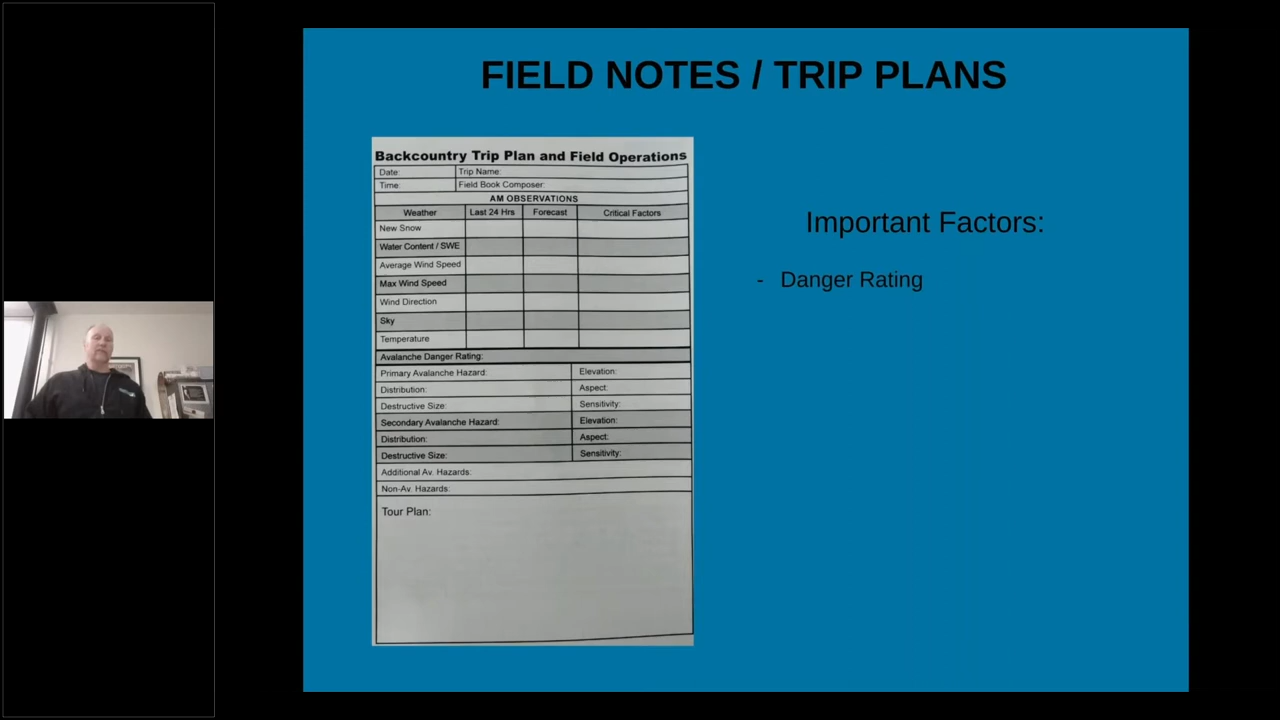 FIELD NOTES / TRIP PLANS
Backcountry Trip Plan and Field Operations
Date: Trip Name:
Time: Field Book Composer:
AM OBSERVATIONS
Weather Last 24 Hrs Forecast Critical Factors
New Snow
Water Content / SWE
Average Wind Speed
Max Wind Speed
Wind Direction
Sky
Temperature
Avalanche Danger Rating:
Primary Avalanche Hazard: Elevation:
Distribution: Aspect:
Destructive Size: Sensitivity:
Secondary Avalanche Hazard: Elevation:
Distribution: Aspect:
Destructive Size: Sensitivity:
Additional Av. Hazards:
Non-Av. Hazards:
Tour Plan:
Important Factors:
- Danger Rating